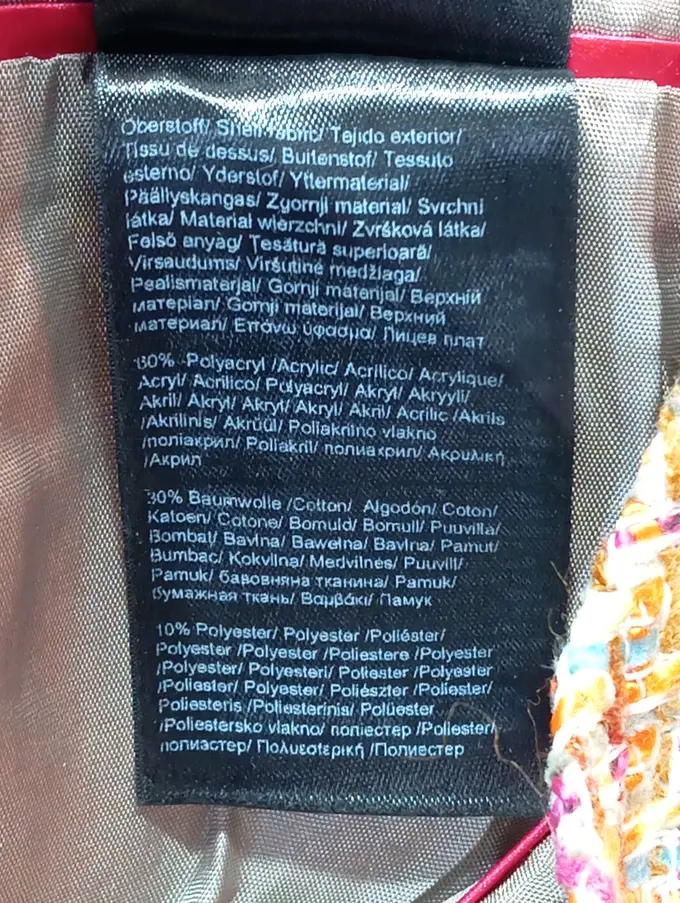 Oberstoff/ Shell fabric/ Tejido exterior/
Tissu de dessus/ Buitenstof/ Tessuto
esterno/ Yderstof/ Yttermaterial/
Päällyskangas/ Zgornji material/ Svrchní
látka/ Materiał wierzchni/ Zvršková látka/
Felső anyag/ Tesătură superioară/
Virsaudums/ Viršutinė medžiaga/
Pealismaterjal/ Gornji materijal/ Верхній
матеріал/ Gornji materijal/ Верхний
материал/ Επάνω ύφασμα/ Лицев плат
60% Polyacryl /Acrylic/ Acrílico/ Acrylique/
Acryl/ Acrilico/ Polyacryl/ Akryl/ Akryyli/
Akril/ Akryl/ Akryl/ Akryl/ Akril/ Acrilic /Akrils
/Akrilinis/ Akrüül/ Poliakrilno vlakno
/поліакрил/ Poliakril/ полиакрил/ Ακρυλική
/Акрил
30% Baumwolle /Cotton/ Algodón/ Coton/
Katoen/ Cotone/ Bomuld/ Bomull/ Puuvilla/
Bombaž/ Bavlna/ Bawełna/ Bavlna/ Pamut/
Bumbac/ Kokvilna/ Medvilnės/ Puuvill/
Pamuk/ бавовняна тканина/ Pamuk/
бумажная ткань/ Βαμβάκι/ Памук
10% Polyester/ Polyester /Poliéster/
Polyester /Polyester /Poliestere /Polyester
/Polyester/ Polyesteri/ Poliester /Polyester
/Poliester/ Polyester/ Poliészter /Poliester/
Poliesteris /Poliesterinis/ Polüester
/Poliestersko vlakno/ поліестер /Poliester/
полиэстер/ Πολυεστερική /Полиестер